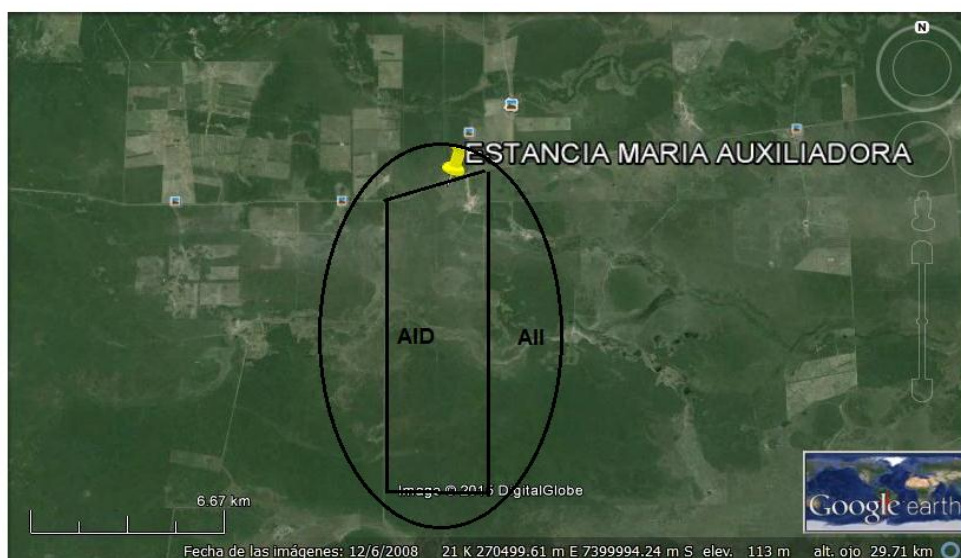 N
ESTANCIA MARIA AUXILIADORA
AID
AII
Image © 2015 DigitalGlobe
6.67 km
Google earth
Fecha de las imágenes: 12/6/2008 21 K 270499.61 m E 7399994.24 m S elev. 113 m alt. ojo 29.71 km